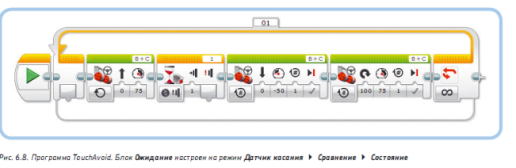 01
B+C 1 B+C B+C
0 75 1 0 -50 1 100 75 1
Рис. 6.8. Программа TouchAvoid. Блок Ожидание настроен на режим Датчик касания ▸ Сравнение ▸ Состояние